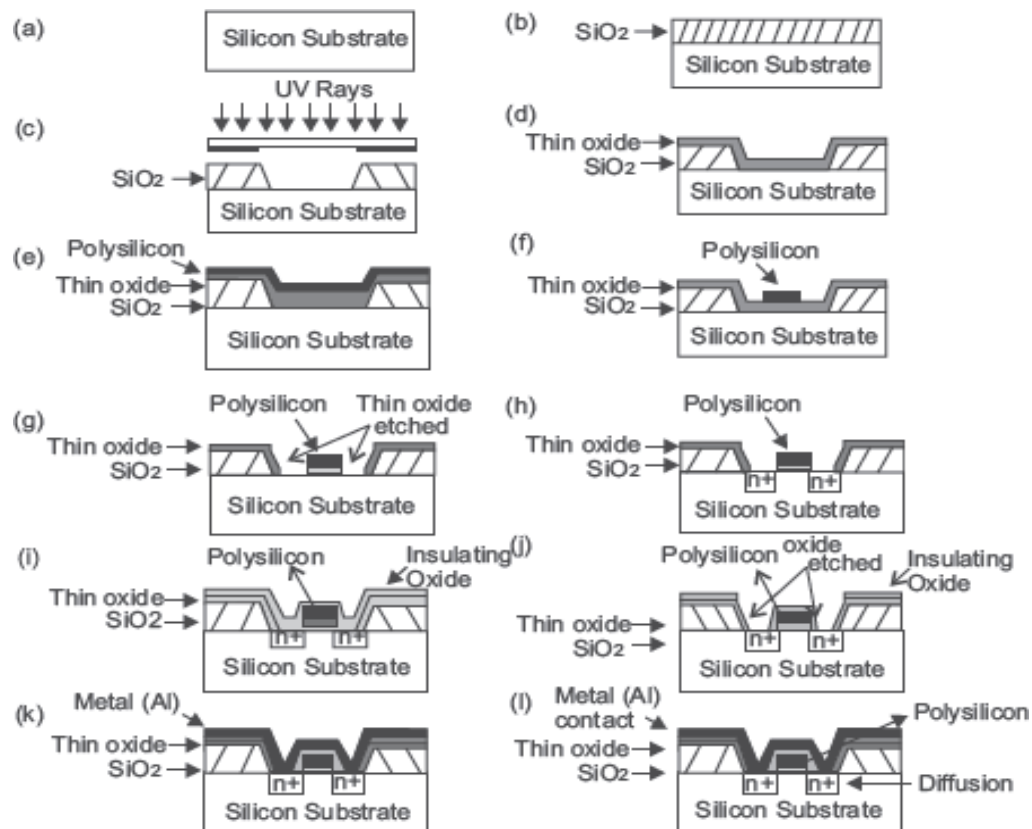 (a)
Silicon Substrate
(b)
SiO2
Silicon Substrate
UV Rays
(c)
SiO2
Silicon Substrate
(d)
Thin oxide
SiO2
Silicon Substrate
(e)
Polysilicon
Thin oxide
SiO2
Silicon Substrate
(f)
Polysilicon
Thin oxide
SiO2
Silicon Substrate
(g)
Polysilicon
Thin oxide
etched
Thin oxide
SiO2
Silicon Substrate
(h)
Polysilicon
Thin oxide
SiO2
n+ n+
Silicon Substrate
(i)
Polysilicon
Insulating
Oxide
Thin oxide
SiO2
n+ n+
Silicon Substrate
(j)
Polysilicon
oxide
etched
Insulating
Oxide
Thin oxide
SiO2
n+ n+
Silicon Substrate
(k)
Metal (Al)
Thin oxide
SiO2
n+ n+
Silicon Substrate
(l)
Metal (Al)
contact
Polysilicon
Thin oxide
SiO2
n+ n+
Diffusion
Silicon Substrate